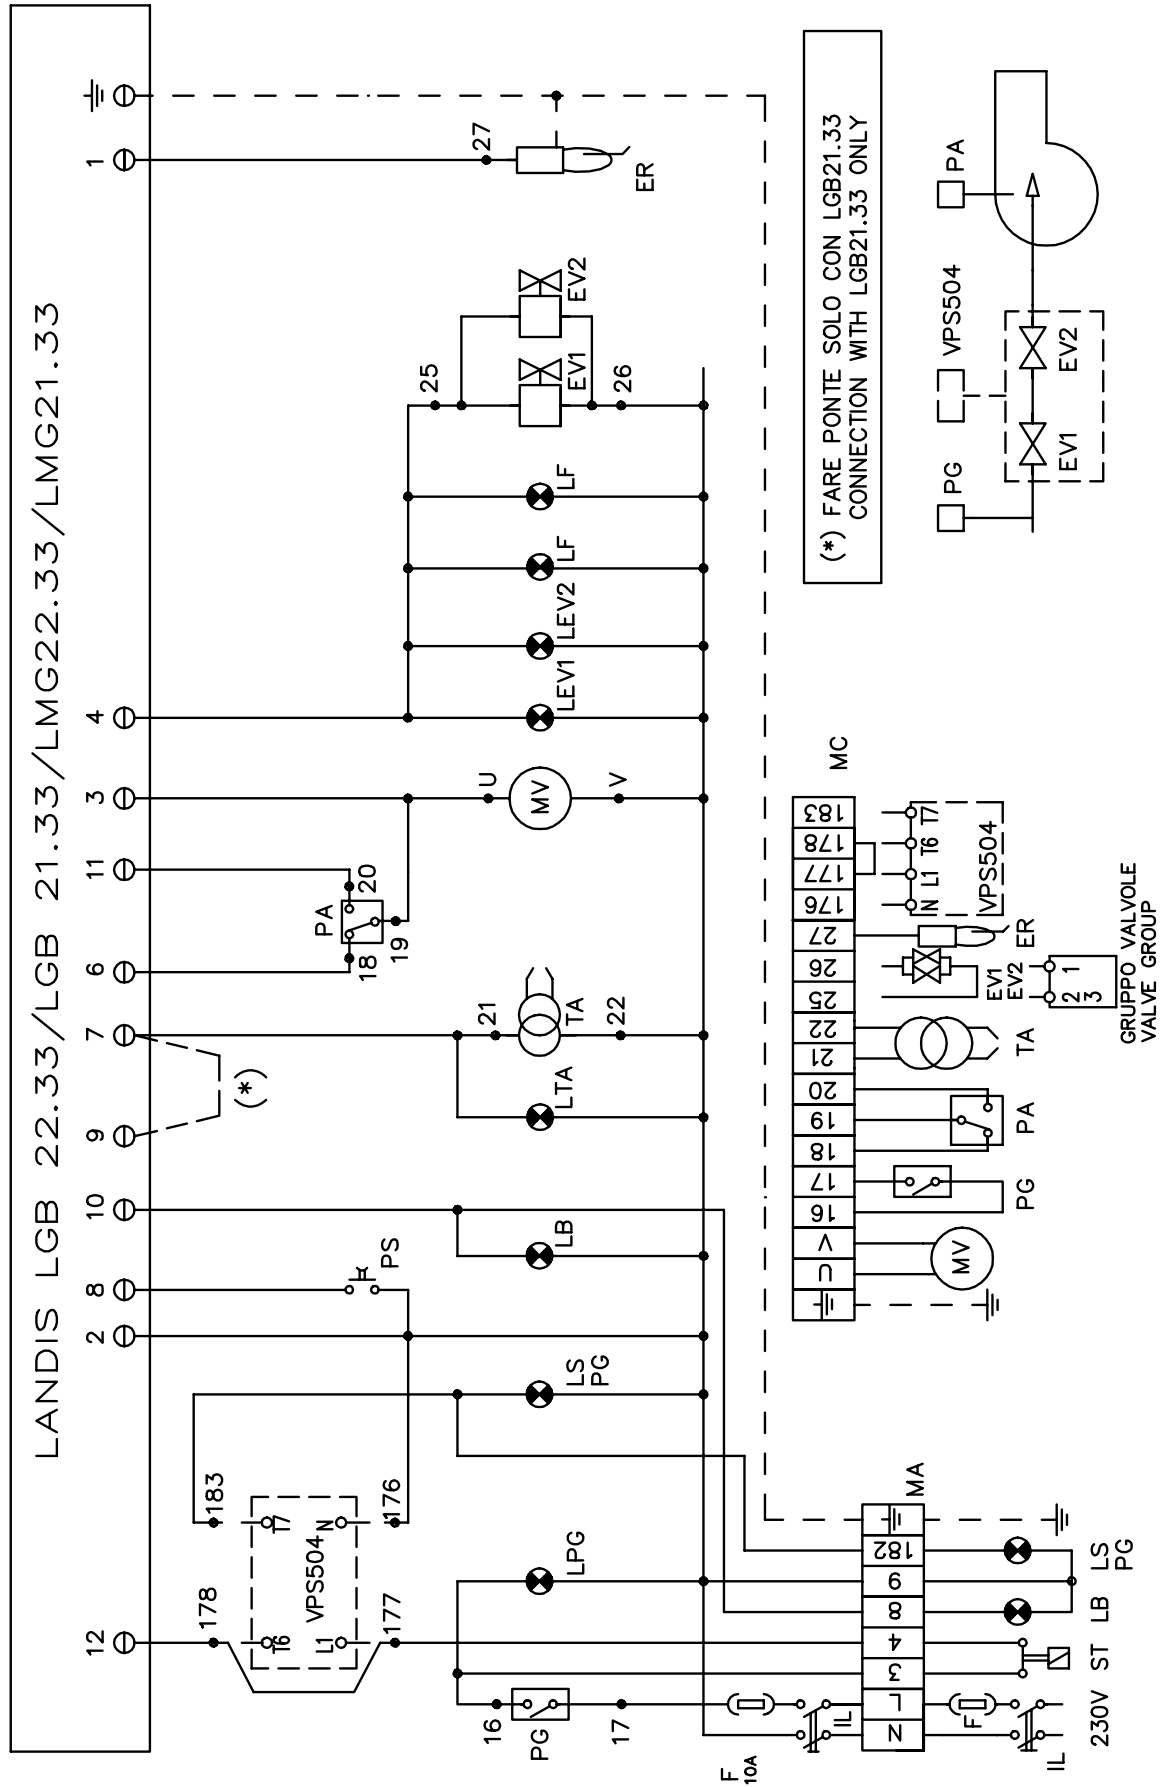 LANDIS LGB 22.33/LGB 21.33/LMG22.33/LMG21.33
12
2
8
10
9
7
6
11
3
4
1
(*)
178
183
T6
T7
VPS504
L1
N
177
176
PS
18
PA
20
19
16
PG
17
LPG
LS
PG
LB
LTA
21
TA
22
U
MV
V
LEV1
LEV2
LF
LF
25
EV1
EV2
26
27
ER
F
10A
IL
N
L
3
4
8
9
182
MA
F
IL
230V
ST
LB
LS
PG
U
V
16
17
18
19
20
21
22
25
26
27
176
177
178
183
MC
MV
PG
PA
TA
EV1
EV2
ER
N
L1
T6
T7
VPS504
2
1
3
GRUPPO VALVOLE
VALVE GROUP
(*) FARE PONTE SOLO CON LGB21.33
CONNECTION WITH LGB21.33 ONLY
PG
VPS504
PA
EV1
EV2